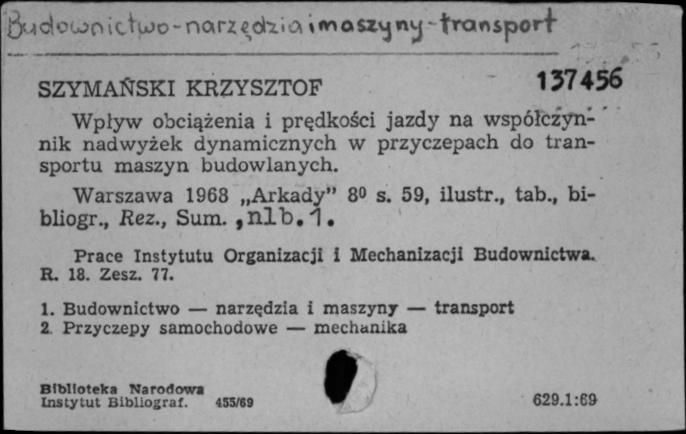 Budownictwo-narzędzia i maszyny-transport
137456
SZYMAŃSKI KRZYSZTOF
Wpływ obciążenia i prędkości jazdy na współczyn-
nik nadwyżek dynamicznych w przyczepach do tran-
sportu maszyn budowlanych.
Warszawa 1968 „Arkady” 8⁰ s. 59, ilustr., tab., bi-
bliogr., Rez., Sum. ,nlb.1.
Prace Instytutu Organizacji i Mechanizacji Budownictwa.
R. 18. Zesz. 77.
1. Budownictwo — narzędzia i maszyny — transport
2. Przyczepy samochodowe — mechanika
Biblioteka Narodowa
Instytut Bibliograf. 455/69
629.1:69